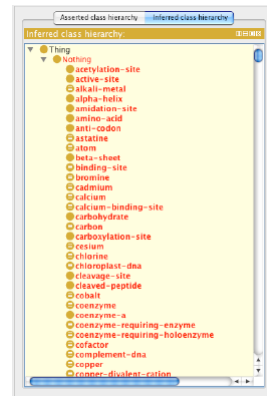 Asserted class hierarchy Inferred class hierarchy
Inferred class hierarchy:
Thing
Nothing
acetylation-site
active-site
alkali-metal
alpha-helix
amidation-site
amino-acid
anti-codon
astatine
atom
beta-sheet
binding-site
bromine
cadmium
calcium
calcium-binding-site
carbohydrate
carbon
carboxylation-site
cesium
chlorine
chloroplast-dna
cleavage-site
cleaved-peptide
cobalt
coenzyme
coenzyme-a
coenzyme-requiring-enzyme
coenzyme-requiring-holoenzyme
cofactor
complement-dna
copper
copper-divalent-cation